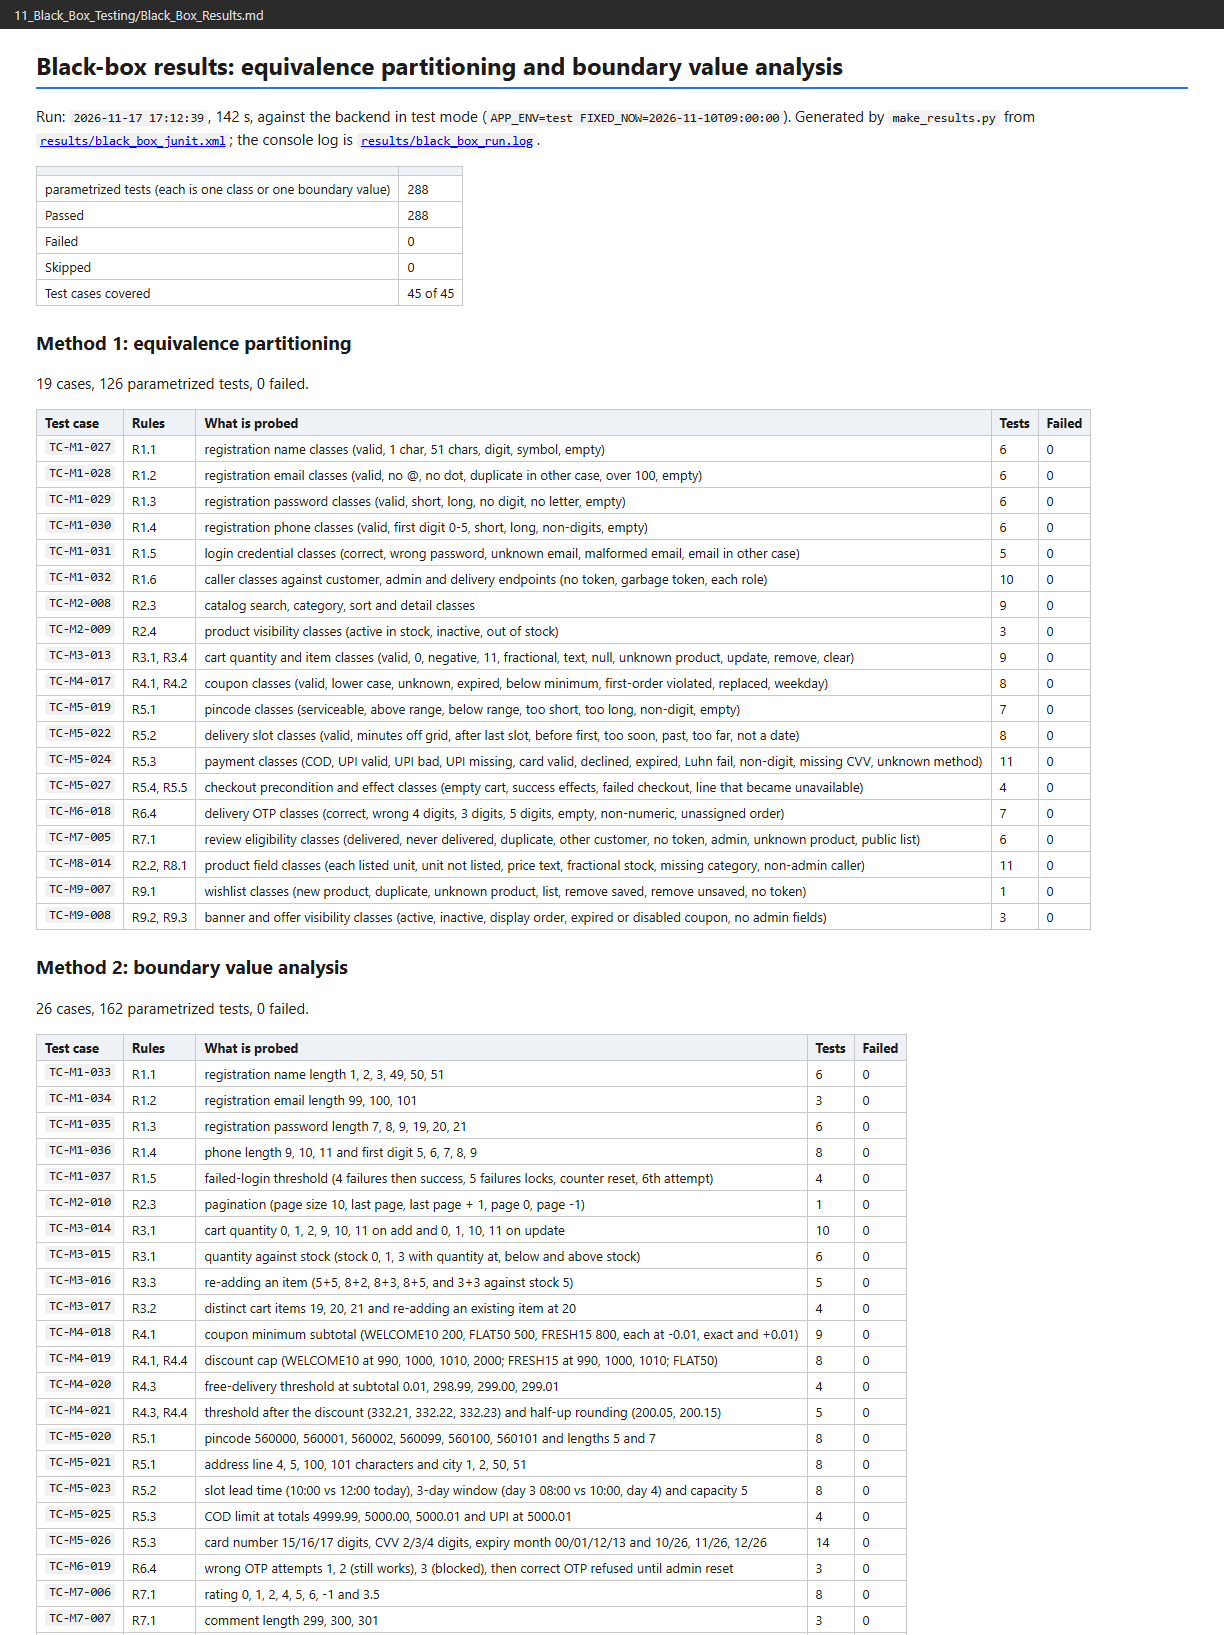 11_Black_Box_Testing/Black_Box_Results.md
Black-box results: equivalence partitioning and boundary value analysis
Run: 2026-11-17 17:12:39, 142 s, against the backend in test mode (APP_ENV=test FIXED_NOW=2026-11-10T09:00:00). Generated by make_results.py from
results/black_box_junit.xml; the console log is results/black_box_run.log.
parametrized tests (each is one class or one boundary value) 288
Passed 288
Failed 0
Skipped 0
Test cases covered 45 of 45
Method 1: equivalence partitioning
19 cases, 126 parametrized tests, 0 failed.
Test case Rules What is probed Tests Failed
TC-M1-027 R1.1 registration name classes (valid, 1 char, 51 chars, digit, symbol, empty) 6 0
TC-M1-028 R1.2 registration email classes (valid, no @, no dot, duplicate in other case, over 100, empty) 6 0
TC-M1-029 R1.3 registration password classes (valid, short, long, no digit, no letter, empty) 6 0
TC-M1-030 R1.4 registration phone classes (valid, first digit 0-5, short, long, non-digits, empty) 6 0
TC-M1-031 R1.5 login credential classes (correct, wrong password, unknown email, malformed email, email in other case) 5 0
TC-M1-032 R1.6 caller classes against customer, admin and delivery endpoints (no token, garbage token, each role) 10 0
TC-M2-008 R2.3 catalog search, category, sort and detail classes 9 0
TC-M2-009 R2.4 product visibility classes (active in stock, inactive, out of stock) 3 0
TC-M3-013 R3.1, R3.4 cart quantity and item classes (valid, 0, negative, 11, fractional, text, null, unknown product, update, remove, clear) 9 0
TC-M4-017 R4.1, R4.2 coupon classes (valid, lower case, unknown, expired, below minimum, first-order violated, replaced, weekday) 8 0
TC-M5-019 R5.1 pincode classes (serviceable, above range, below range, too short, too long, non-digit, empty) 7 0
TC-M5-022 R5.2 delivery slot classes (valid, minutes off grid, after last slot, before first, too soon, past, too far, not a date) 8 0
TC-M5-024 R5.3 payment classes (COD, UPI valid, UPI bad, UPI missing, card valid, declined, expired, Luhn fail, non-digit, missing CVV, unknown method) 11 0
TC-M5-027 R5.4, R5.5 checkout precondition and effect classes (empty cart, success effects, failed checkout, line that became unavailable) 4 0
TC-M6-018 R6.4 delivery OTP classes (correct, wrong 4 digits, 3 digits, 5 digits, empty, non-numeric, unassigned order) 7 0
TC-M7-005 R7.1 review eligibility classes (delivered, never delivered, duplicate, other customer, no token, admin, unknown product, public list) 6 0
TC-M8-014 R2.2, R8.1 product field classes (each listed unit, unit not listed, price text, fractional stock, missing category, non-admin caller) 11 0
TC-M9-007 R9.1 wishlist classes (new product, duplicate, unknown product, list, remove saved, remove unsaved, no token) 1 0
TC-M9-008 R9.2, R9.3 banner and offer visibility classes (active, inactive, display order, expired or disabled coupon, no admin fields) 3 0
Method 2: boundary value analysis
26 cases, 162 parametrized tests, 0 failed.
Test case Rules What is probed Tests Failed
TC-M1-033 R1.1 registration name length 1, 2, 3, 49, 50, 51 6 0
TC-M1-034 R1.2 registration email length 99, 100, 101 3 0
TC-M1-035 R1.3 registration password length 7, 8, 9, 19, 20, 21 6 0
TC-M1-036 R1.4 phone length 9, 10, 11 and first digit 5, 6, 7, 8, 9 8 0
TC-M1-037 R1.5 failed-login threshold (4 failures then success, 5 failures locks, counter reset, 6th attempt) 4 0
TC-M2-010 R2.3 pagination (page size 10, last page, last page + 1, page 0, page -1) 1 0
TC-M3-014 R3.1 cart quantity 0, 1, 2, 9, 10, 11 on add and 0, 1, 10, 11 on update 10 0
TC-M3-015 R3.1 quantity against stock (stock 0, 1, 3 with quantity at, below and above stock) 6 0
TC-M3-016 R3.3 re-adding an item (5+5, 8+2, 8+3, 8+5, and 3+3 against stock 5) 5 0
TC-M3-017 R3.2 distinct cart items 19, 20, 21 and re-adding an existing item at 20 4 0
TC-M4-018 R4.1 coupon minimum subtotal (WELCOME10 200, FLAT50 500, FRESH15 800, each at -0.01, exact and +0.01) 9 0
TC-M4-019 R4.1, R4.4 discount cap (WELCOME10 at 990, 1000, 1010, 2000; FRESH15 at 990, 1000, 1010; FLAT50) 8 0
TC-M4-020 R4.3 free-delivery threshold at subtotal 0.01, 298.99, 299.00, 299.01 4 0
TC-M4-021 R4.3, R4.4 threshold after the discount (332.21, 332.22, 332.23) and half-up rounding (200.05, 200.15) 5 0
TC-M5-020 R5.1 pincode 560000, 560001, 560002, 560099, 560100, 560101 and lengths 5 and 7 8 0
TC-M5-021 R5.1 address line 4, 5, 100, 101 characters and city 1, 2, 50, 51 8 0
TC-M5-023 R5.2 slot lead time (10:00 vs 12:00 today), 3-day window (day 3 08:00 vs 10:00, day 4) and capacity 5 8 0
TC-M5-025 R5.3 COD limit at totals 4999.99, 5000.00, 5000.01 and UPI at 5000.01 4 0
TC-M5-026 R5.3 card number 15/16/17 digits, CVV 2/3/4 digits, expiry month 00/01/12/13 and 10/26, 11/26, 12/26 14 0
TC-M6-019 R6.4 wrong OTP attempts 1, 2 (still works), 3 (blocked), then correct OTP refused until admin reset 3 0
TC-M7-006 R7.1 rating 0, 1, 2, 4, 5, 6, -1 and 3.5 8 0
TC-M7-007 R7.1 comment length 299, 300, 301 3 0